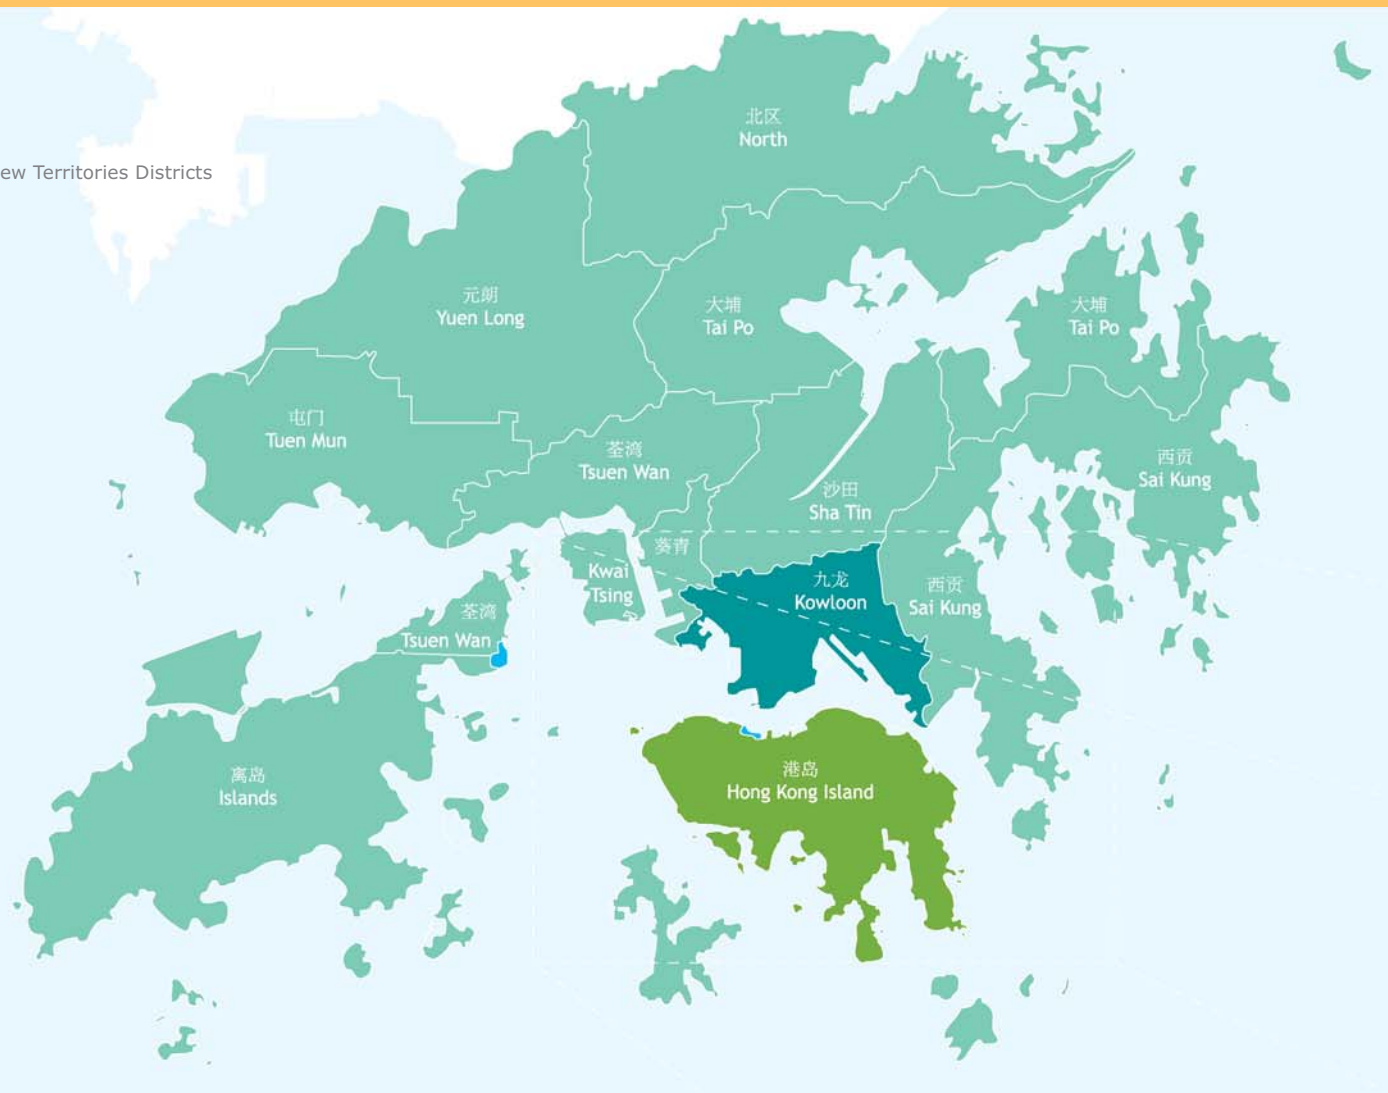 北区
North
ew Territories Districts
元朗
Yuen Long
大埔
Tai Po
大埔
Tai Po
屯门
Tuen Mun
荃湾
Tsuen Wan
西贡
Sai Kung
沙田
Sha Tin
葵青
Kwai
Tsing
九龙
Kowloon
西贡
Sai Kung
荃湾
Tsuen Wan
离岛
Islands
港岛
Hong Kong Island